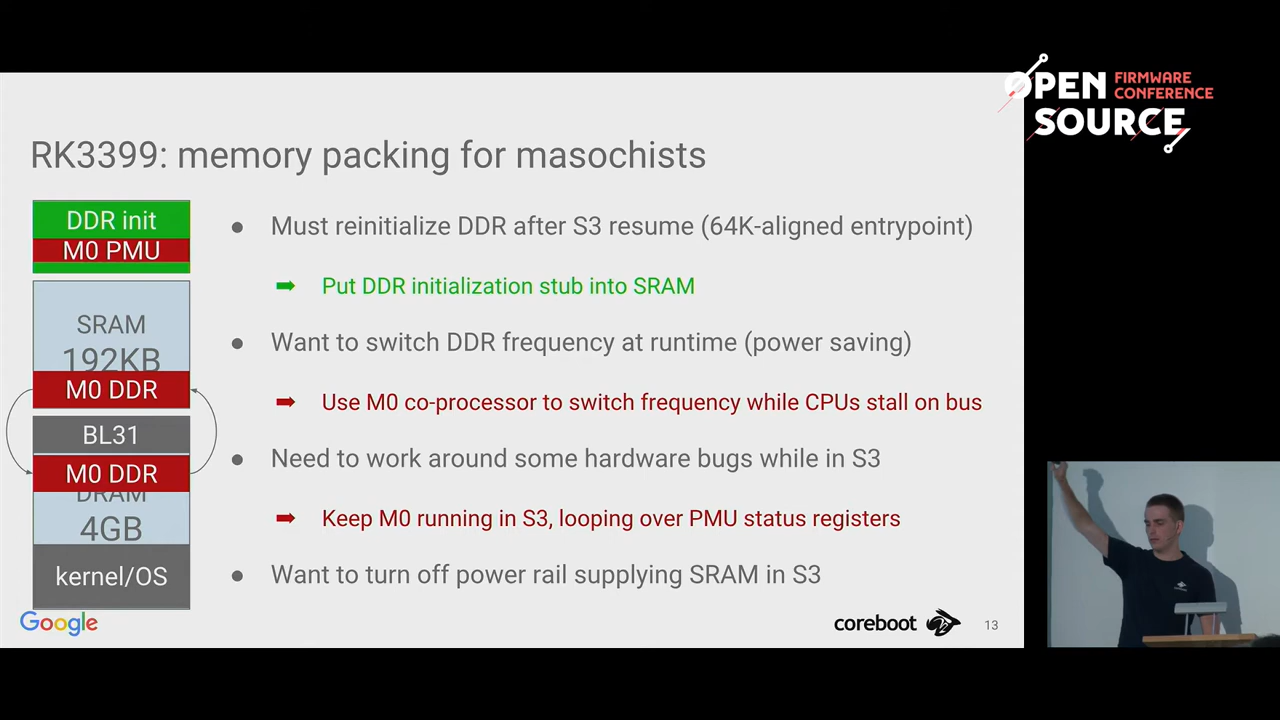 OPEN FIRMWARE
CONFERENCE
SOURCE
RK3399: memory packing for masochists
DDR init
M0 PMU
SRAM
192KB
M0 DDR
BL31
M0 DDR
DRAM
4GB
kernel/OS
● Must reinitialize DDR after S3 resume (64K-aligned entrypoint)
➡ Put DDR initialization stub into SRAM
● Want to switch DDR frequency at runtime (power saving)
➡ Use M0 co-processor to switch frequency while CPUs stall on bus
● Need to work around some hardware bugs while in S3
➡ Keep M0 running in S3, looping over PMU status registers
● Want to turn off power rail supplying SRAM in S3
Google
coreboot
13